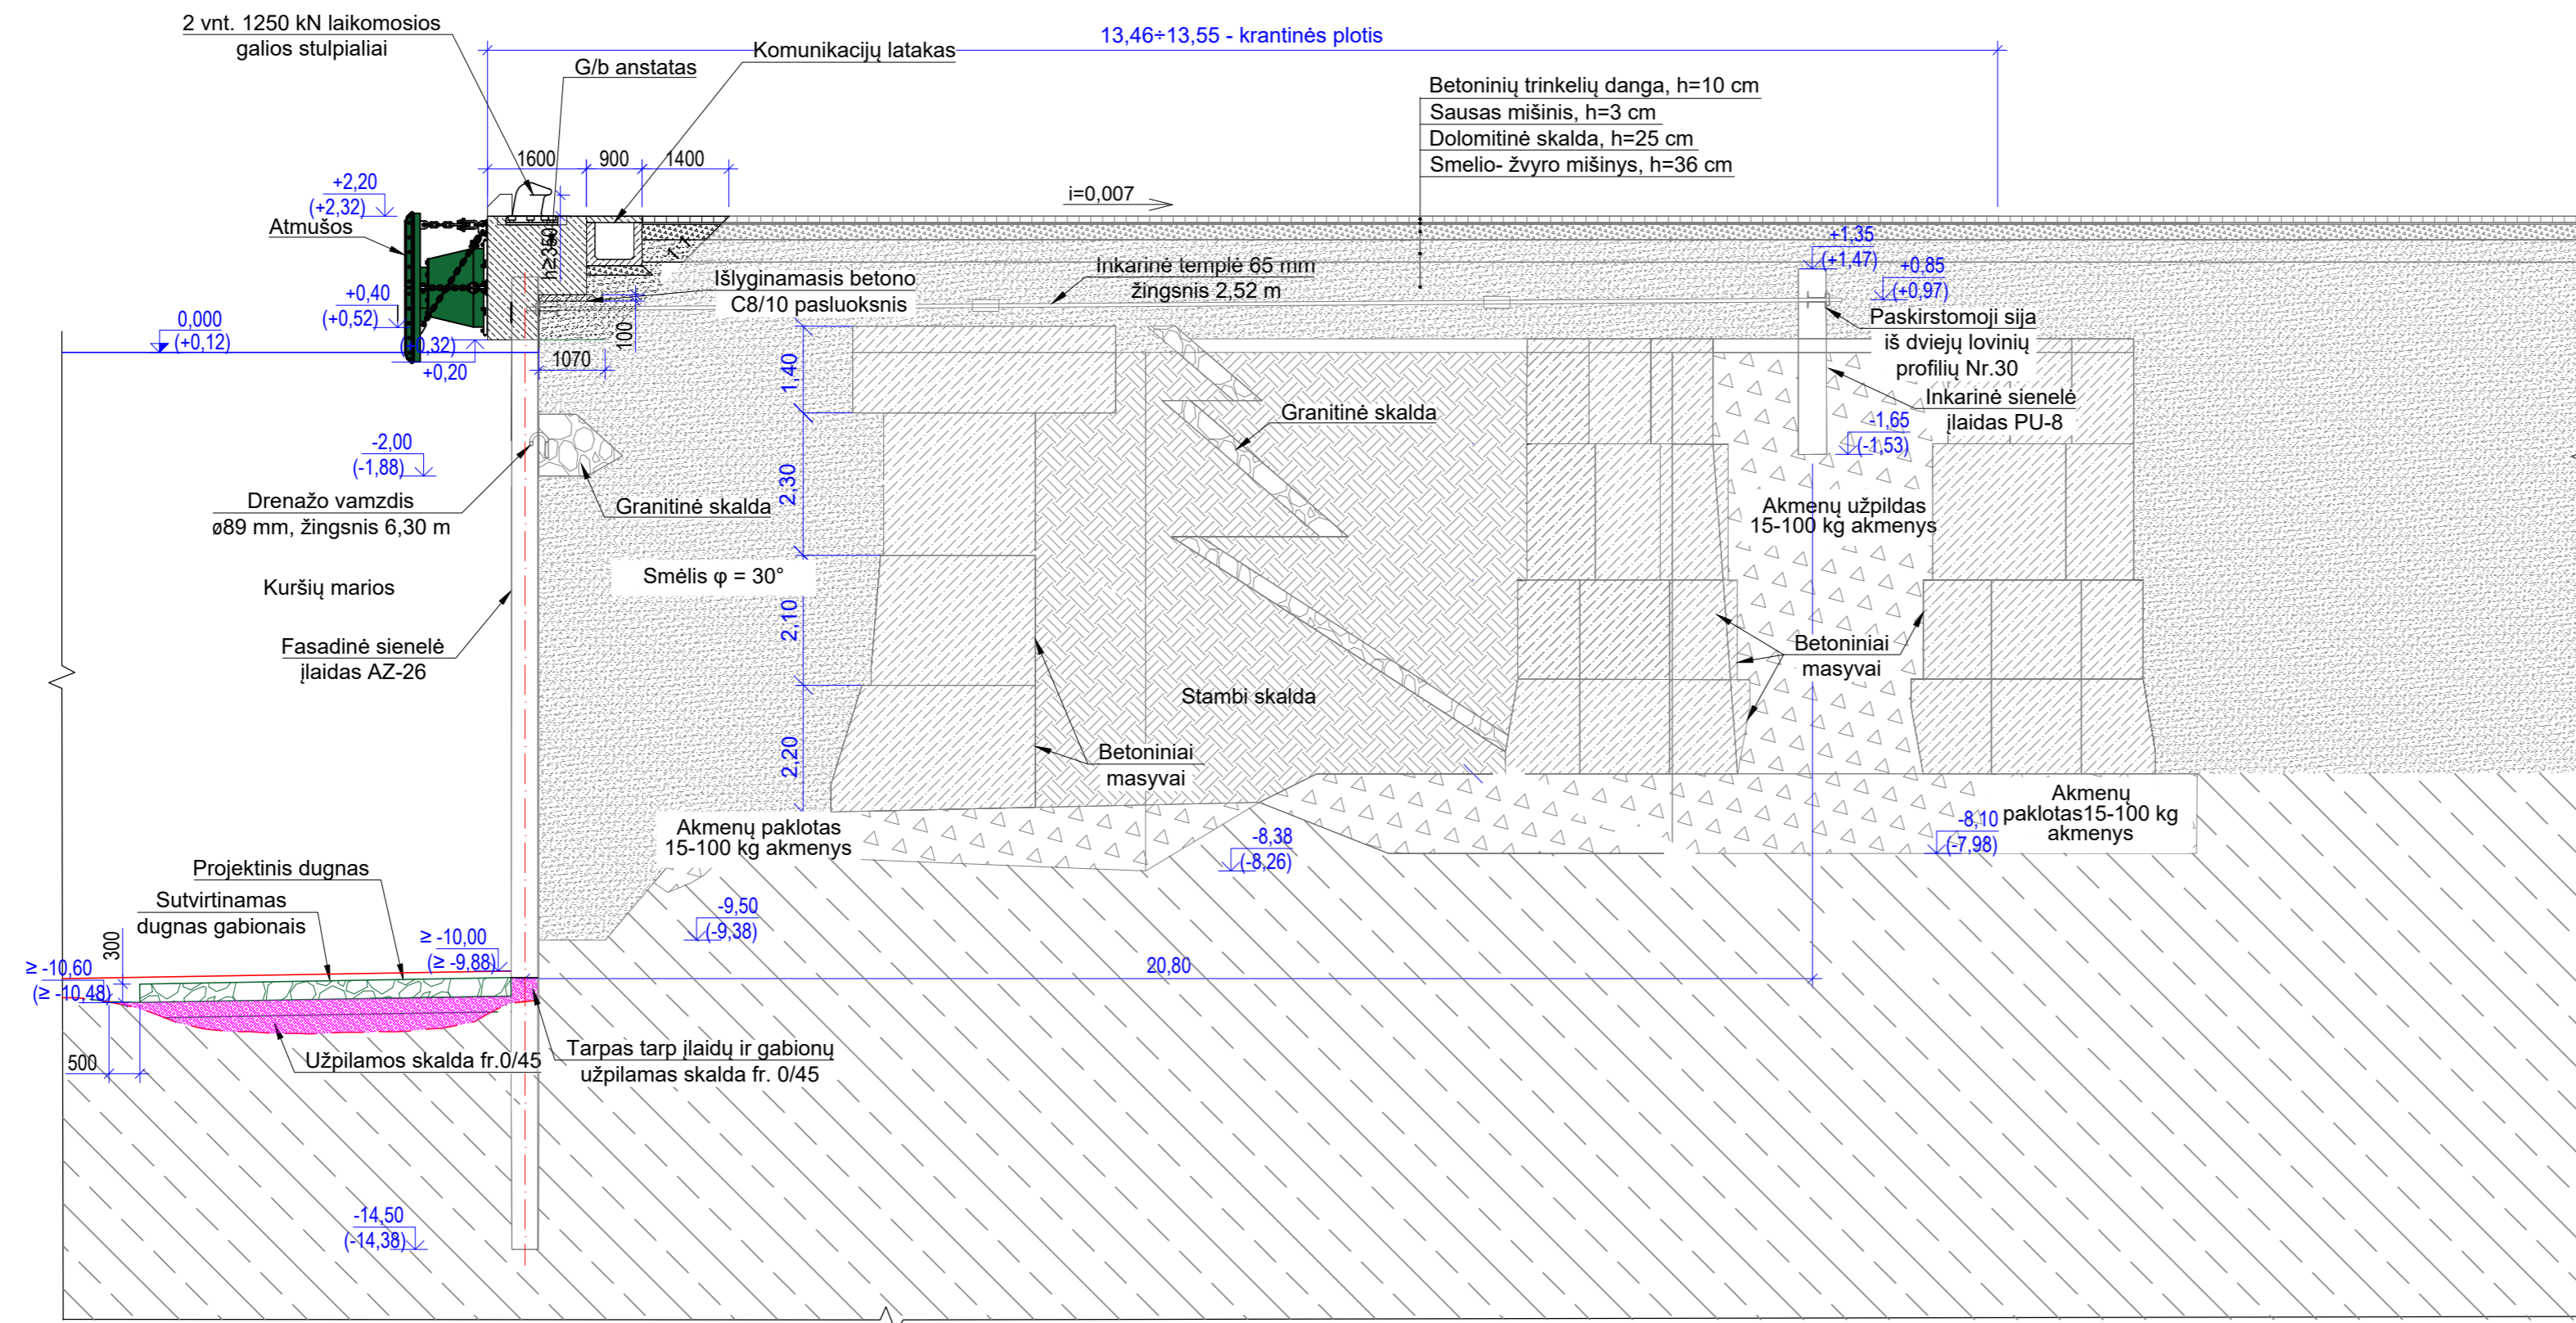 2 vnt. 1250 kN laikomosios
galios stulpialiai
G/b anstatas
Komunikacijų latakas
13,46÷13,55 - krantinės plotis
Betoninių trinkelių danga, h=10 cm
Sausas mišinis, h=3 cm
Dolomitinė skalda, h=25 cm
Smelio- žvyro mišinys, h=36 cm
1600
900
1400
i=0,007
+2,20
(+2,32)
Atmušos
h≥350
Išlyginamasis betono
C8/10 pasluoksnis
Inkarinė templė 65 mm
žingsnis 2,52 m
+1,35
(+1,47)
+0,85
(+0,97)
+0,40
(+0,52)
0,000
(+0,12)
(+0,32)
+0,20
100
1070
Paskirstomoji sija
iš dviejų lovinių
profilių Nr.30
Inkarinė sienelė
įlaidas PU-8
1,40
Granitinė skalda
-1,65
(-1,53)
-2,00
(-1,88)
2,30
Drenažo vamzdis
ø89 mm, žingsnis 6,30 m
Granitinė skalda
Akmenų užpildas
15-100 kg akmenys
Smėlis φ = 30°
Kuršių marios
2,10
Fasadinė sienelė
įlaidas AZ-26
Betoniniai
masyvai
Stambi skalda
2,20
Betoniniai
masyvai
Akmenų paklotas
15-100 kg akmenys
-8,38
(-8,26)
-8,10
(-7,98)
Akmenų
paklotas15-100 kg
akmenys
Projektinis dugnas
Sutvirtinamas
dugnas gabionais
-9,50
(-9,38)
300
≥ -10,00
(≥ -9,88)
≥ -10,60
(≥ -10,48)
20,80
500
Užpilamos skalda fr.0/45
Tarpas tarp įlaidų ir gabionų
užpilamas skalda fr. 0/45
-14,50
(-14,38)